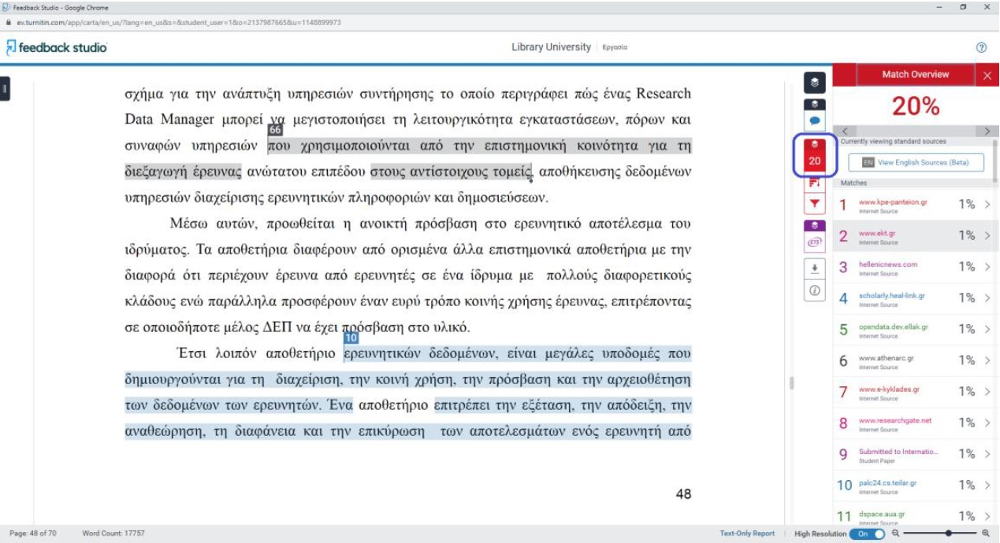 Feedback Studio - Google Chrome
ev.turnitin.com/app/carta/en_us/?lang=en_us&s=&student_user=1&o=2137987665&u=1148899973
feedback studio
Library University
Εργασία
σχήμα για την ανάπτυξη υπηρεσιών συντήρησης το οποίο περιγράφει πώς ένας Research
Data Manager μπορεί να μεγιστοποιήσει τη λειτουργικότητα εγκαταστάσεων, πόρων και
66
συναφών υπηρεσιών που χρησιμοποιούνται από την επιστημονική κοινότητα για τη
διεξαγωγή έρευνας ανώτατου επιπέδου στους αντίστοιχους τομείς, αποθήκευσης δεδομένων
υπηρεσιών διαχείρισης ερευνητικών πληροφοριών και δημοσιεύσεων.
Μέσω αυτών, προωθείται η ανοικτή πρόσβαση στο ερευνητικό αποτέλεσμα του
ιδρύματος. Τα αποθετήρια διαφέρουν από ορισμένα άλλα επιστημονικά αποθετήρια με την
διαφορά ότι περιέχουν έρευνα από ερευνητές σε ένα ίδρυμα με πολλούς διαφορετικούς
κλάδους ενώ παράλληλα προσφέρουν έναν ευρύ τρόπο κοινής χρήσης έρευνας, επιτρέποντας
σε οποιοδήποτε μέλος ΔΕΠ να έχει πρόσβαση στο υλικό.
10
Έτσι λοιπόν αποθετήριο ερευνητικών δεδομένων, είναι μεγάλες υποδομές που
δημιουργούνται για τη διαχείριση, την κοινή χρήση, την πρόσβαση και την αρχειοθέτηση
των δεδομένων των ερευνητών. Ένα αποθετήριο επιτρέπει την εξέταση, την απόδειξη, την
αναθεώρηση, τη διαφάνεια και την επικύρωση των αποτελεσμάτων ενός ερευνητή από
48
20
ETS
Match Overview
20%
Currently viewing standard sources
EN View English Sources (Beta)
Matches
1 www.kpe-panteion.gr 1%
Internet Source
2 www.ekt.gr 1%
Internet Source
3 hellenicnews.com 1%
Internet Source
4 scholarly.heal-link.gr 1%
Internet Source
5 opendata.dev.ellak.gr 1%
Internet Source
6 www.athenarc.gr 1%
Internet Source
7 www.e-kyklades.gr 1%
Internet Source
8 www.researchgate.net 1%
Internet Source
9 Submitted to Internatio... 1%
Student Paper
10 palc24.cs.teilar.gr 1%
Internet Source
11 dspace.aua.gr 1%
Internet Source
Page: 48 of 70 Word Count: 17757 Text-Only Report High Resolution On